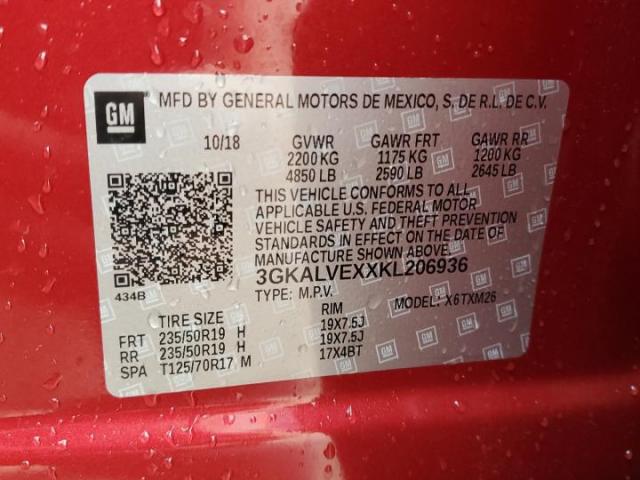 GM MFD BY GENERAL MOTORS DE MEXICO, S. DE R.L. DE C.V.
10/18 GVWR GAWR FRT GAWR RR
2200 KG 1175 KG 1200 KG
4850 LB 2590 LB 2645 LB
THIS VEHICLE CONFORMS TO ALL
APPLICABLE U.S. FEDERAL MOTOR
VEHICLE SAFETY AND THEFT PREVENTION
STANDARDS IN EFFECT ON THE DATE OF
MANUFACTURE SHOWN ABOVE.
3GKALVEXXKL206936
434B TYPE: M.P.V. MODEL: X6TXM26
TIRE SIZE RIM
FRT 235/50R19 H 19X7.5J
RR 235/50R19 H 19X7.5J
SPA T125/70R17 M 17X4BT